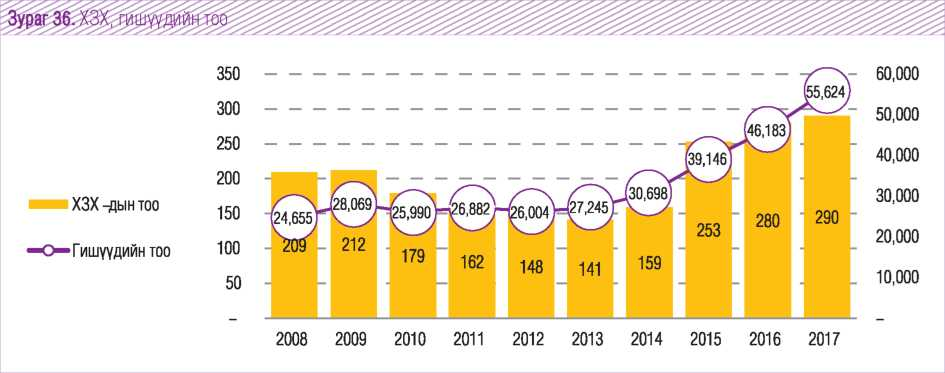 Зураг 36. ХЗХ, гишүүдийн тоо
350 60,000
300 50,000
250 40,000
200 30,000
150 20,000
100 10,000
50
– –
ХЗХ –дын тоо
Гишүүдийн тоо
24,655 28,069 25,990 26,882 26,004 27,245 30,698 39,146 46,183 55,624
209 212 179 162 148 141 159 253 280 290
2008 2009 2010 2011 2012 2013 2014 2015 2016 2017